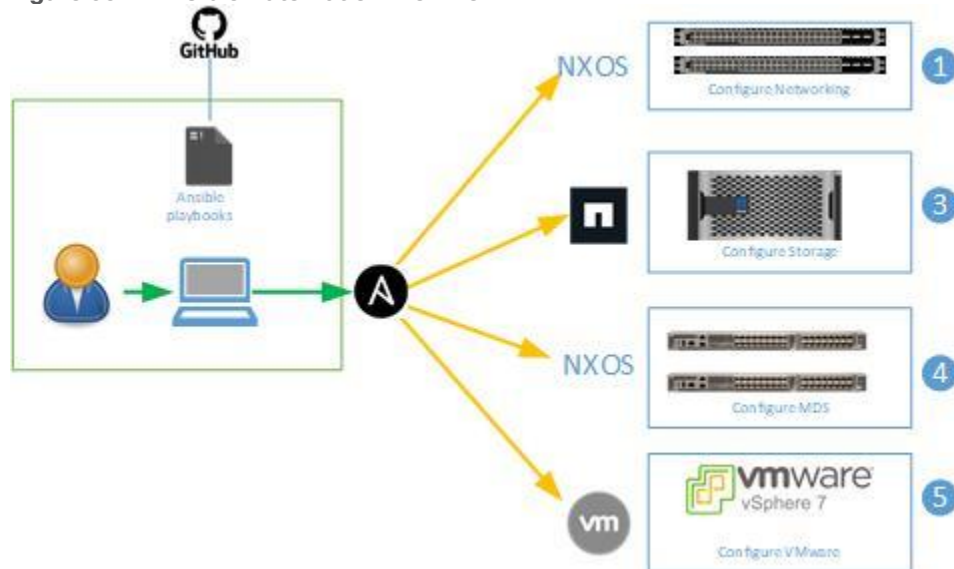 GitHub
Ansible
playbooks
NXOS
Configure Networking
1
Configure Storage
3
NXOS
Configure MDS
4
vm
vmware
vSphere 7
Configure VMware
5